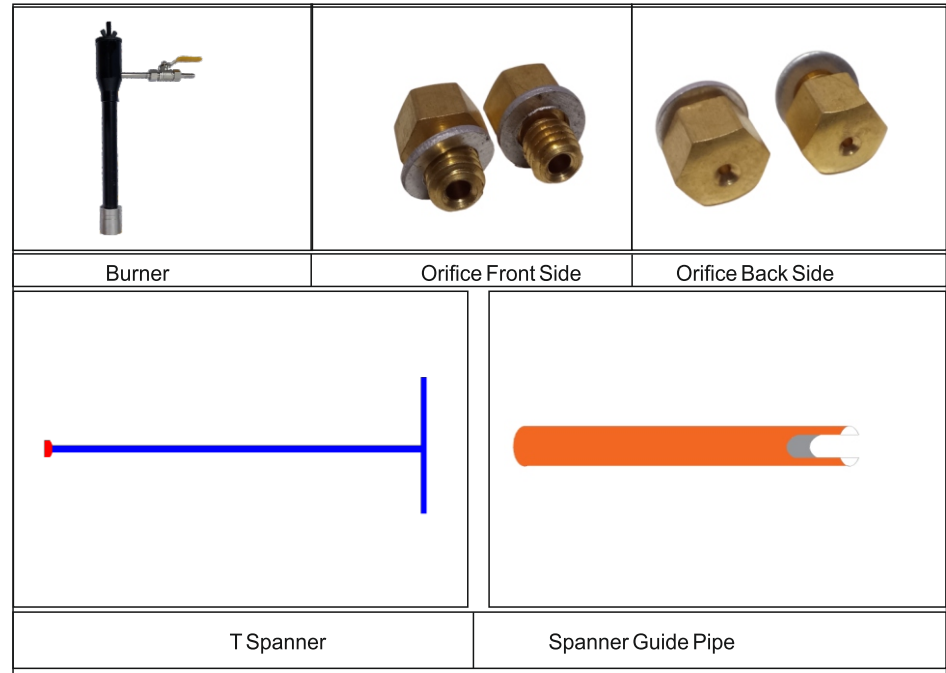 Burner
Orifice Front Side
Orifice Back Side
T Spanner
Spanner Guide Pipe